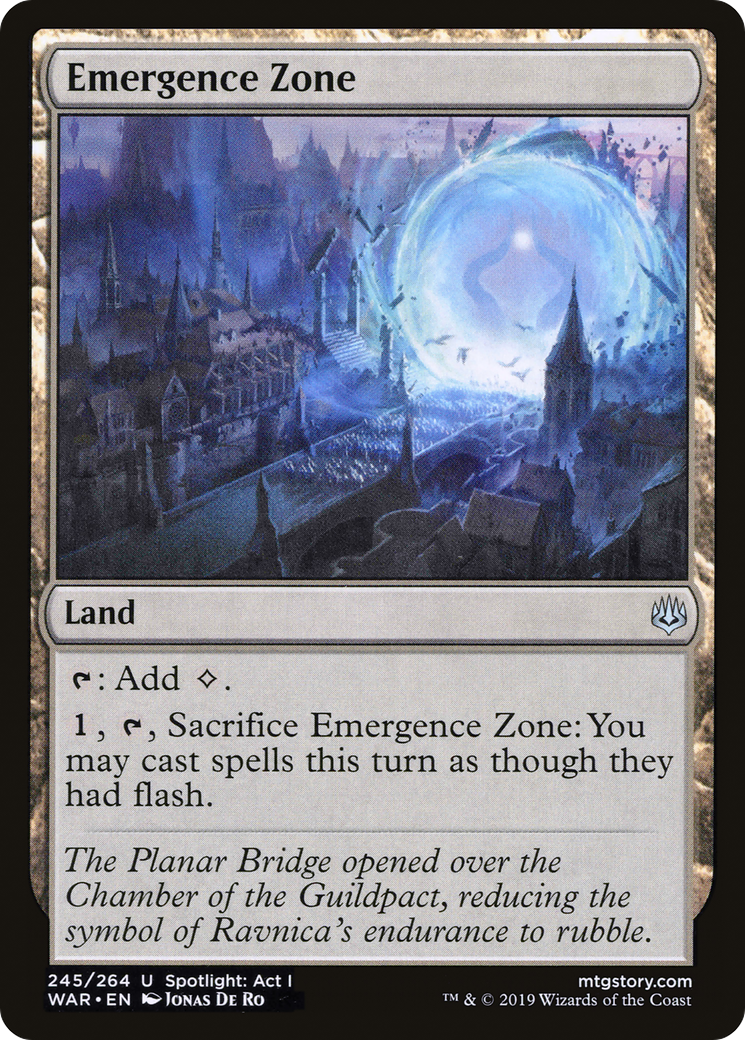 Emergence Zone
Land
: Add .
1, , Sacrifice Emergence Zone: You
may cast spells this turn as though they
had flash.
The Planar Bridge opened over the
Chamber of the Guildpact, reducing the
symbol of Ravnica's endurance to rubble.
245/264 U Spotlight: Act I
mtgstory.com
WAR • EN Jonas De Ro
™ & © 2019 Wizards of the Coast